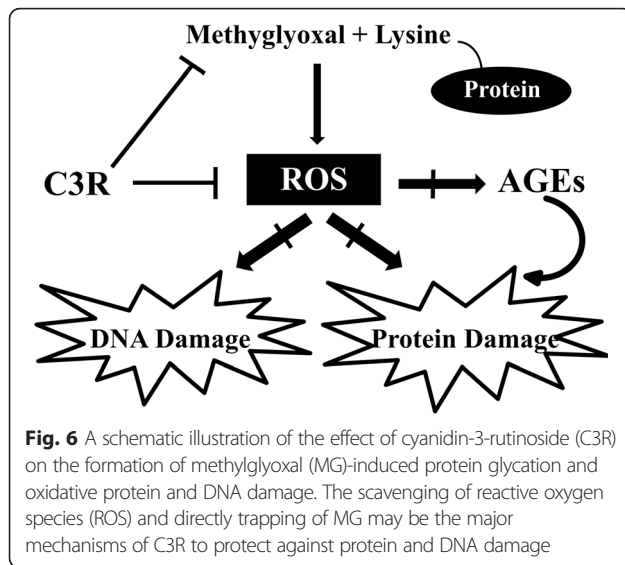 Methyglyoxal + Lysine
Protein
C3R
ROS
AGEs
DNA Damage
Protein Damage
Fig. 6 A schematic illustration of the effect of cyanidin-3-rutinoside (C3R)
on the formation of methylglyoxal (MG)-induced protein glycation and
oxidative protein and DNA damage. The scavenging of reactive oxygen
species (ROS) and directly trapping of MG may be the major
mechanisms of C3R to protect against protein and DNA damage